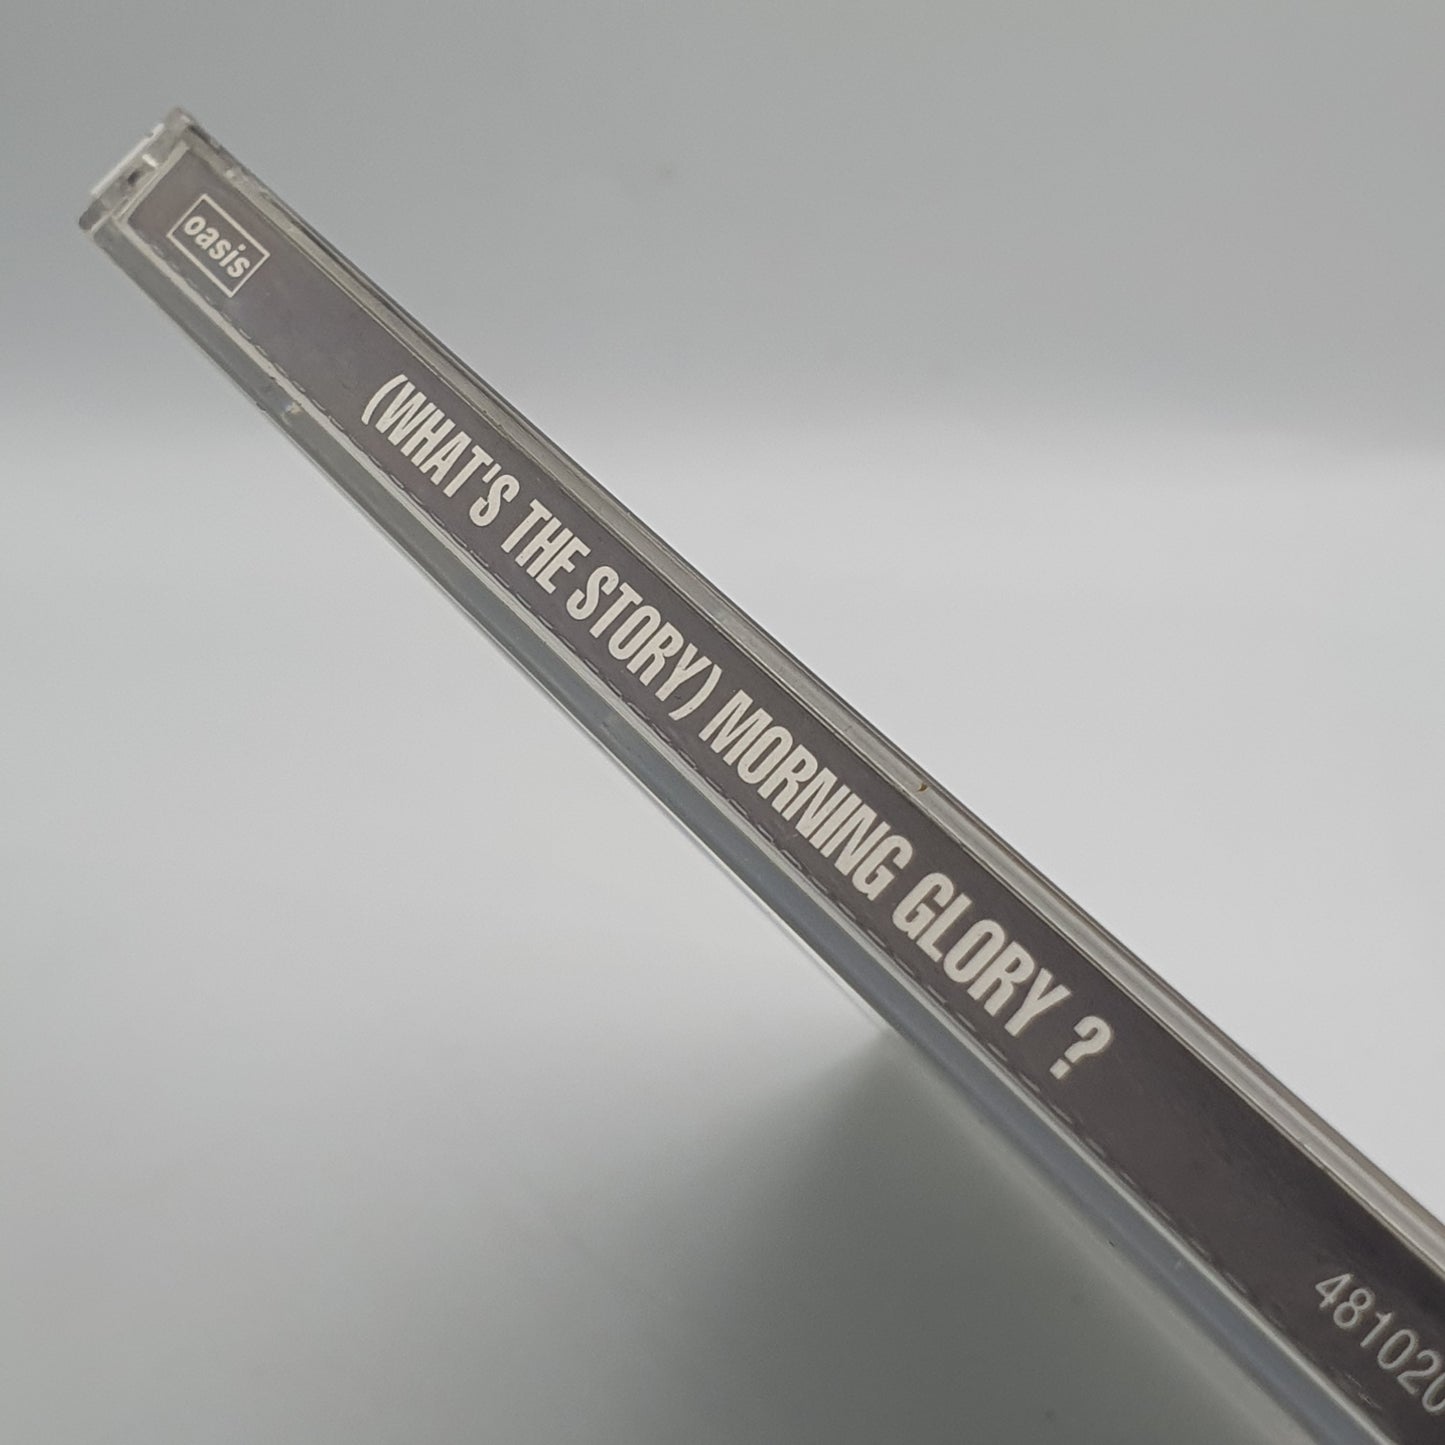 oasis
(WHAT'S THE STORY) MORNING GLORY ?
481020